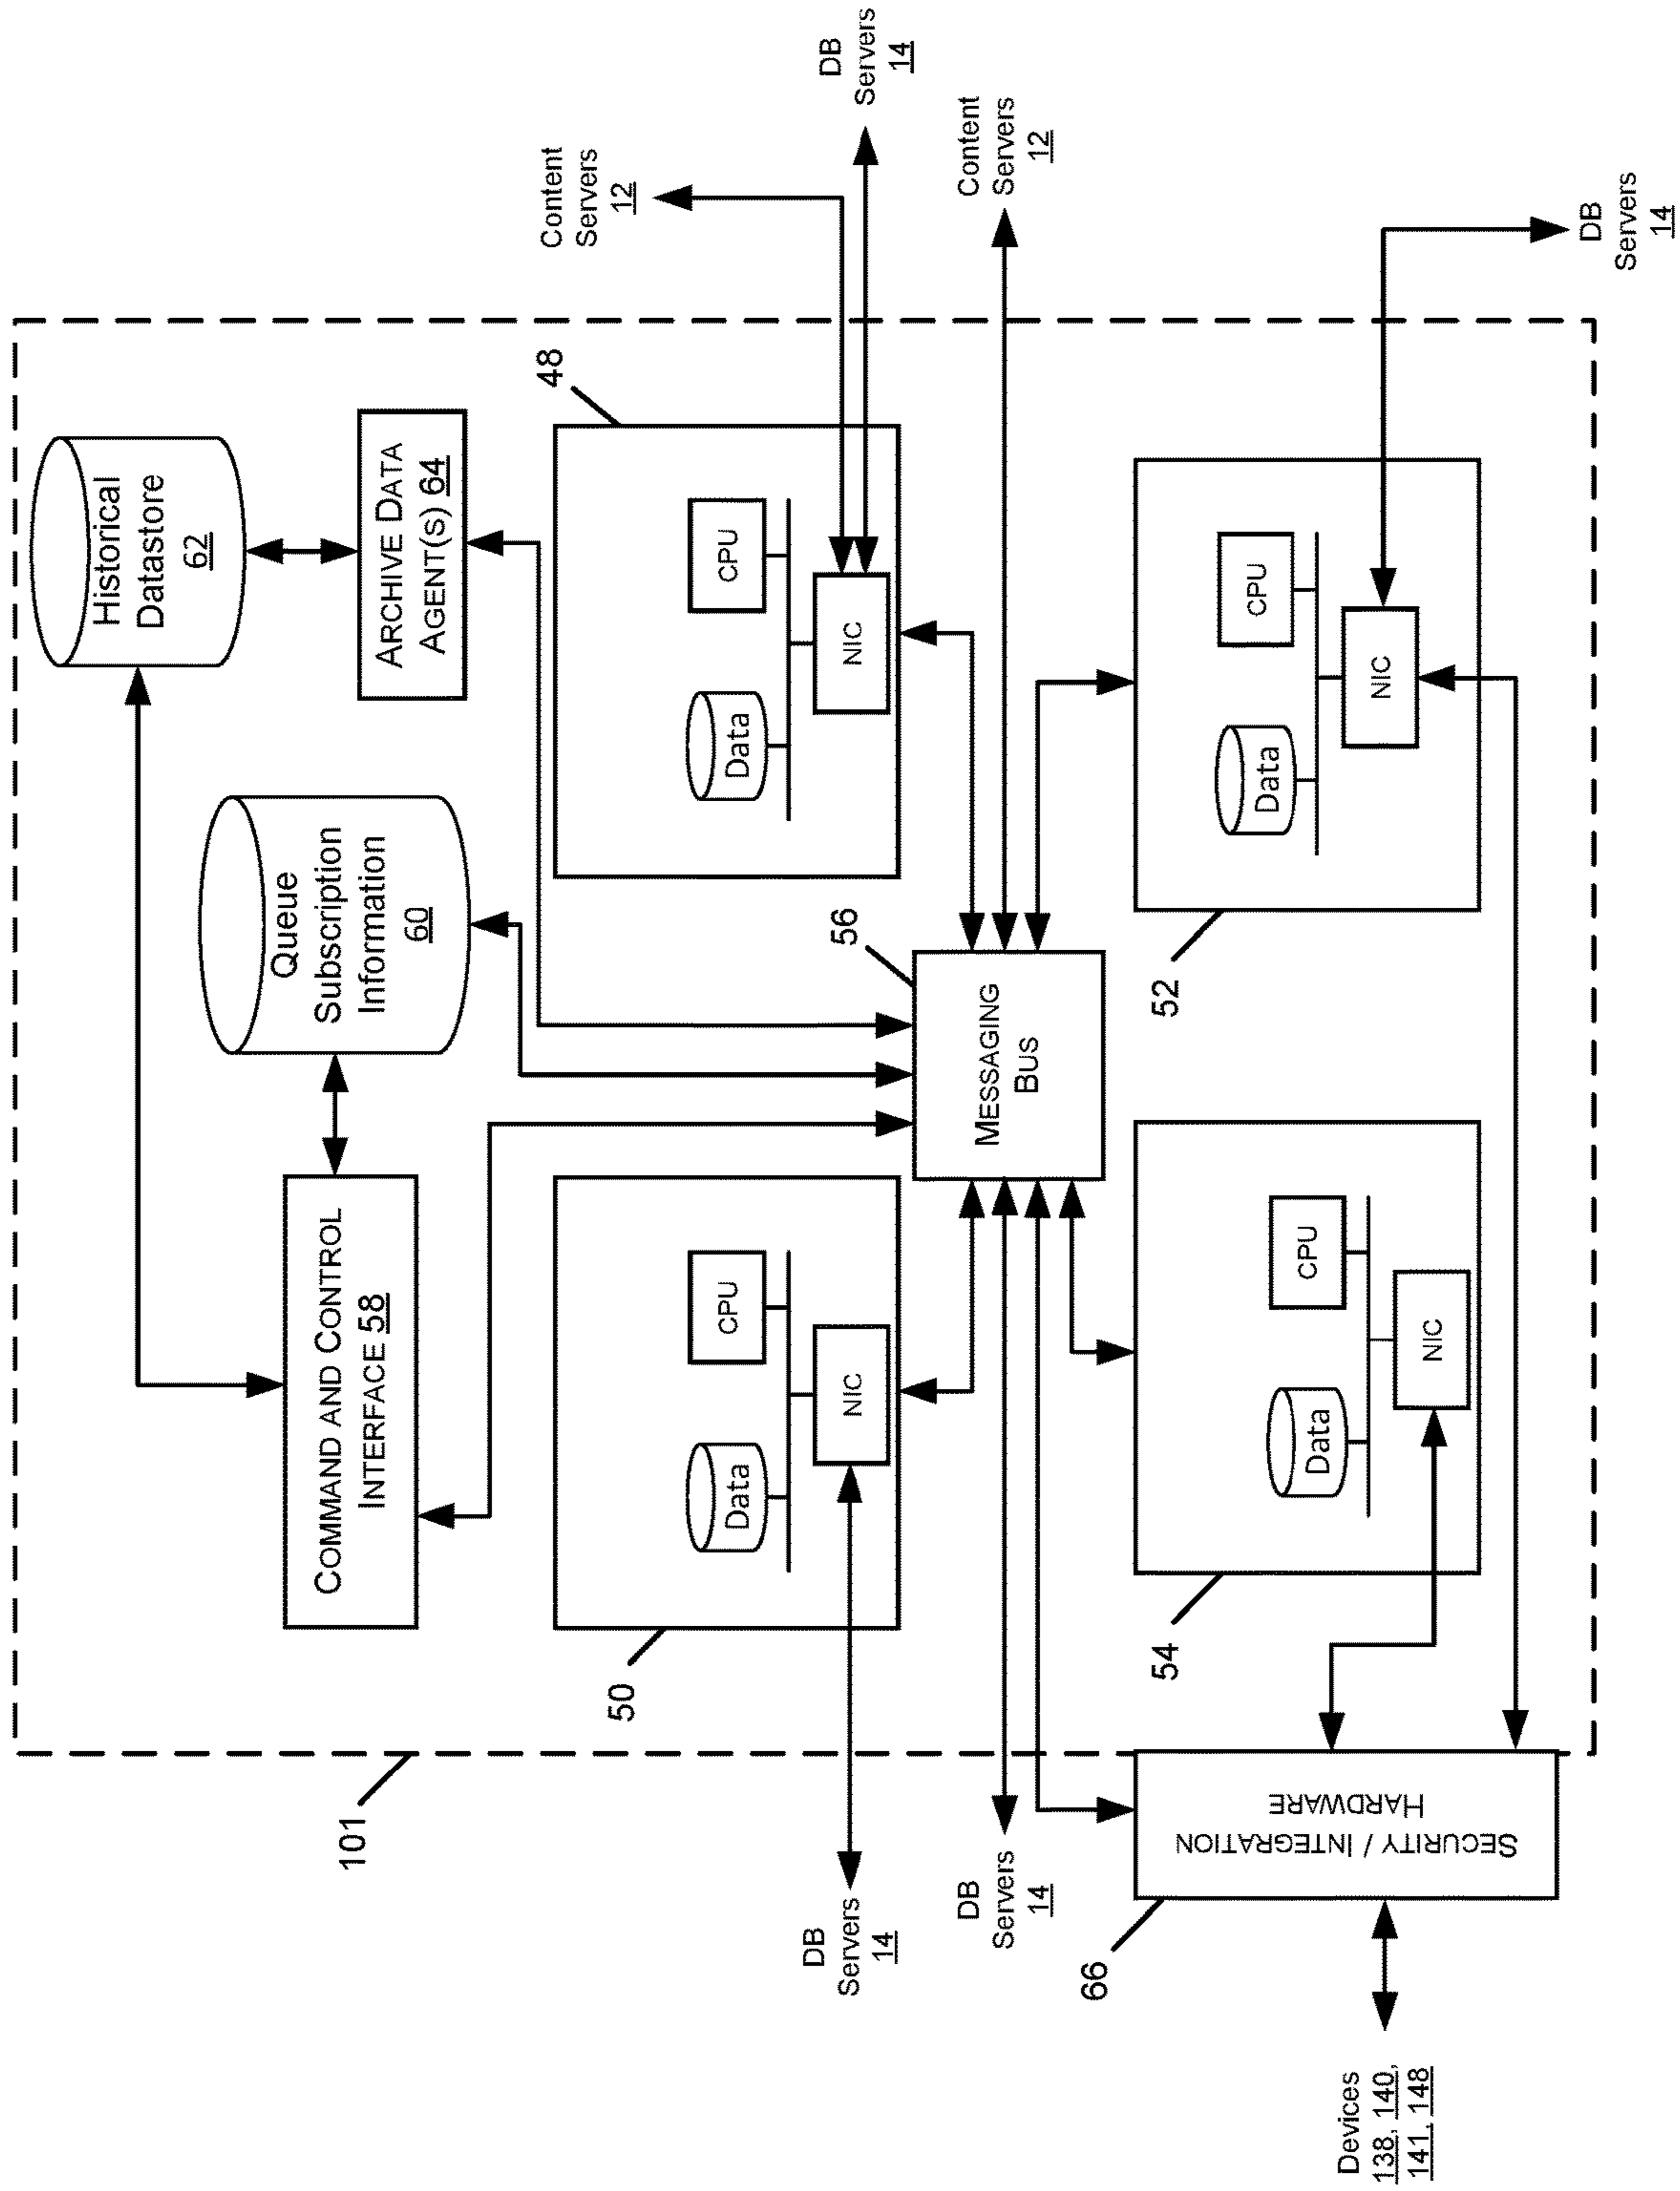 101
COMMAND AND CONTROL
INTERFACE 58
Queue
Subscription
Information
60
Historical
Datastore
62
ARCHIVE DATA
AGENT(S) 64
50
Data
CPU
NIC
DB
Servers
14
48
Data
CPU
NIC
Content
Servers
12
DB
Servers
14
56
MESSAGING
BUS
DB
Servers
14
Content
Servers
12
66
SECURITY / INTEGRATION
HARDWARE
Devices
138, 140,
141, 148
54
Data
CPU
NIC
52
Data
CPU
NIC
DB
Servers
14